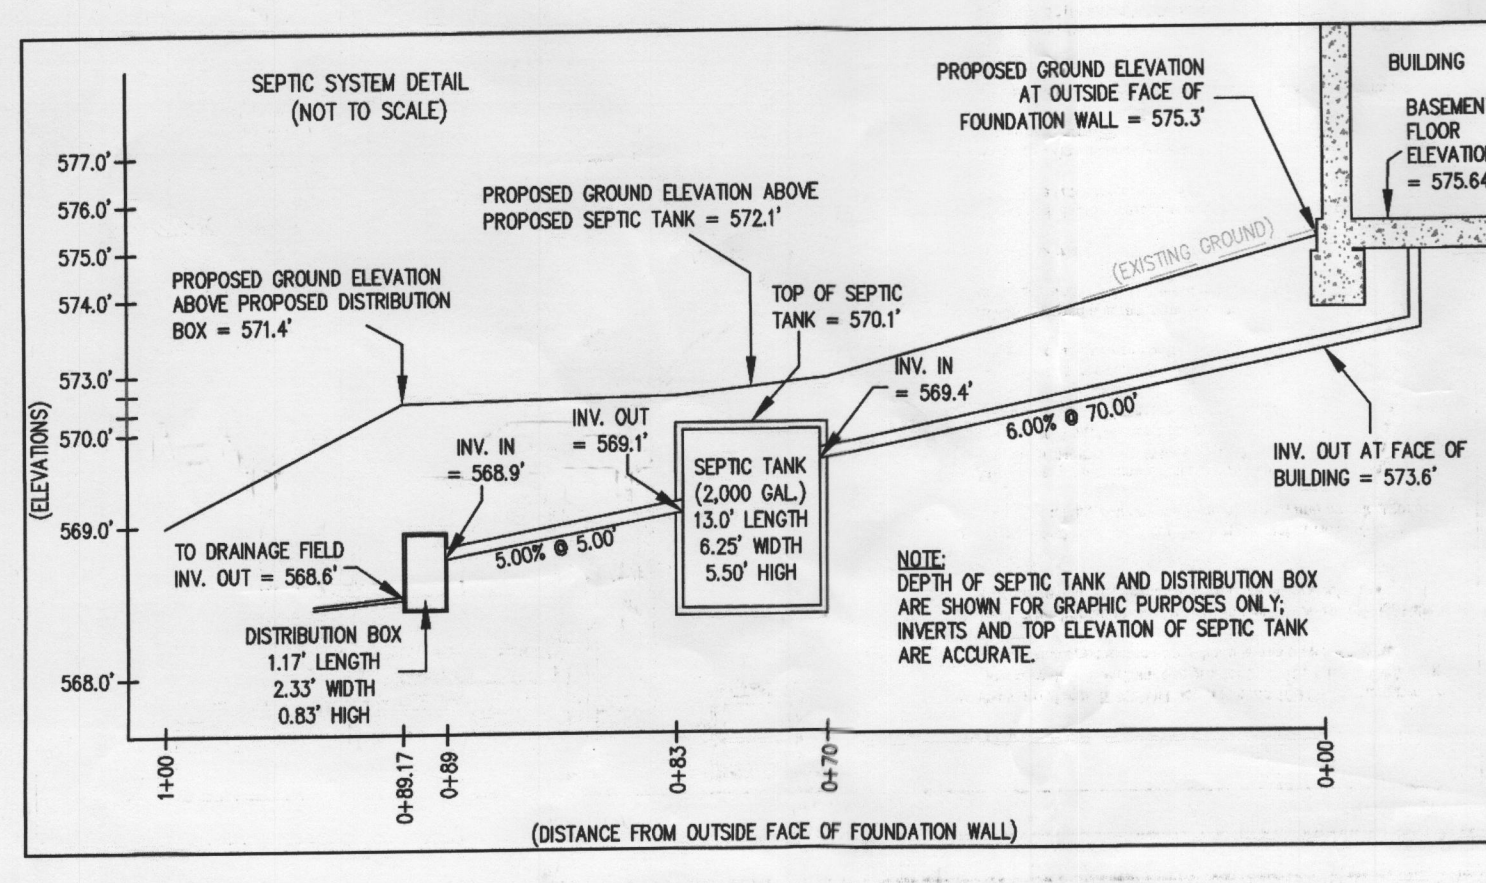 SEPTIC SYSTEM DETAIL
(NOT TO SCALE)
PROPOSED GROUND ELEVATION
AT OUTSIDE FACE OF
FOUNDATION WALL = 575.3'
BUILDING
BASEMEN
FLOOR
ELEVATIO
= 575.64
577.0'
576.0'
575.0'
574.0'
573.0'
570.0'
569.0'
568.0'
(ELEVATIONS)
PROPOSED GROUND ELEVATION ABOVE
PROPOSED SEPTIC TANK = 572.1'
(EXISTING GROUND)
PROPOSED GROUND ELEVATION
ABOVE PROPOSED DISTRIBUTION
BOX = 571.4'
TOP OF SEPTIC
TANK = 570.1'
INV. IN
= 569.4'
6.00% @ 70.00'
INV. OUT
= 569.1'
INV. IN
= 568.9'
INV. OUT AT FACE OF
BUILDING = 573.6'
SEPTIC TANK
(2,000 GAL.)
13.0' LENGTH
6.25' WIDTH
5.50' HIGH
5.00% @ 5.00'
TO DRAINAGE FIELD
INV. OUT = 568.6'
NOTE:
DEPTH OF SEPTIC TANK AND DISTRIBUTION BOX
ARE SHOWN FOR GRAPHIC PURPOSES ONLY;
INVERTS AND TOP ELEVATION OF SEPTIC TANK
ARE ACCURATE.
DISTRIBUTION BOX
1.17' LENGTH
2.33' WIDTH
0.83' HIGH
1+00
0+89.17
0+89
0+83
0+70
0+00
(DISTANCE FROM OUTSIDE FACE OF FOUNDATION WALL)